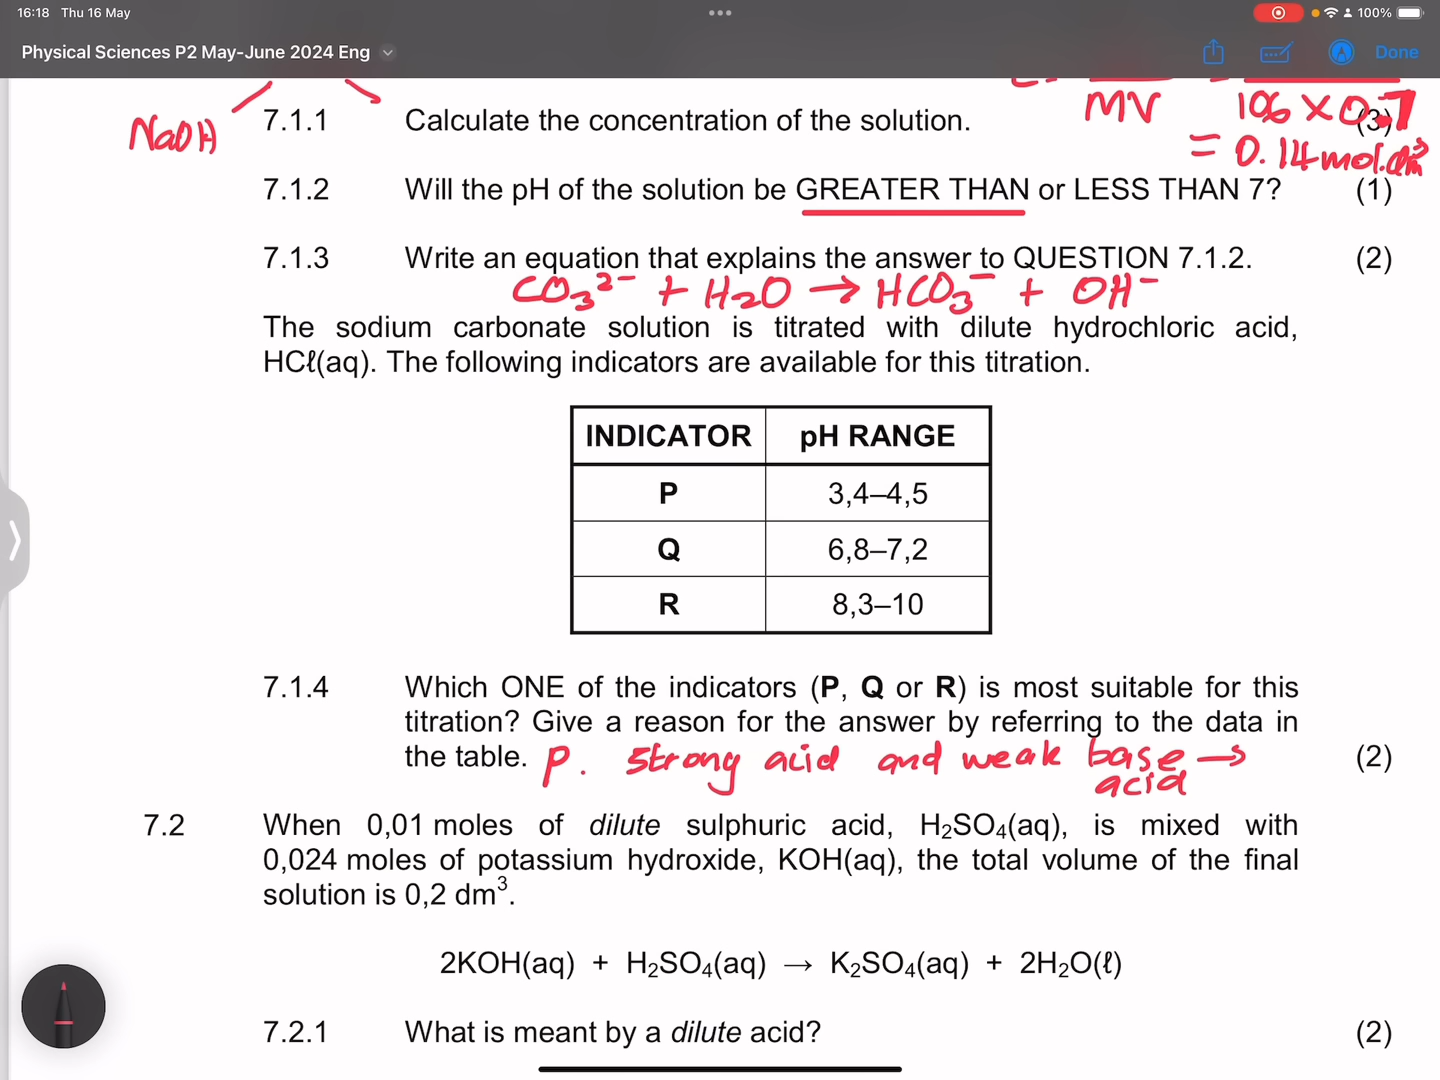 16:18 Thu 16 May
100%
Physical Sciences P2 May-June 2024 Eng
Done
NaOH
7.1.1 Calculate the concentration of the solution. (3)
MV
106 × 0.7
= 0.14 mol.dm³
7.1.2 Will the pH of the solution be GREATER THAN or LESS THAN 7? (1)
7.1.3 Write an equation that explains the answer to QUESTION 7.1.2. (2)
CO₃²⁻ + H₂O → HCO₃⁻ + OH⁻
The sodium carbonate solution is titrated with dilute hydrochloric acid,
HCℓ(aq). The following indicators are available for this titration.
INDICATOR pH RANGE
P 3,4–4,5
Q 6,8–7,2
R 8,3–10
7.1.4 Which ONE of the indicators (P, Q or R) is most suitable for this
titration? Give a reason for the answer by referring to the data in
the table. (2)
P. strong acid and weak base →
acid
7.2 When 0,01 moles of dilute sulphuric acid, H₂SO₄(aq), is mixed with
0,024 moles of potassium hydroxide, KOH(aq), the total volume of the final
solution is 0,2 dm³.
2KOH(aq) + H₂SO₄(aq) → K₂SO₄(aq) + 2H₂O(ℓ)
7.2.1 What is meant by a dilute acid? (2)